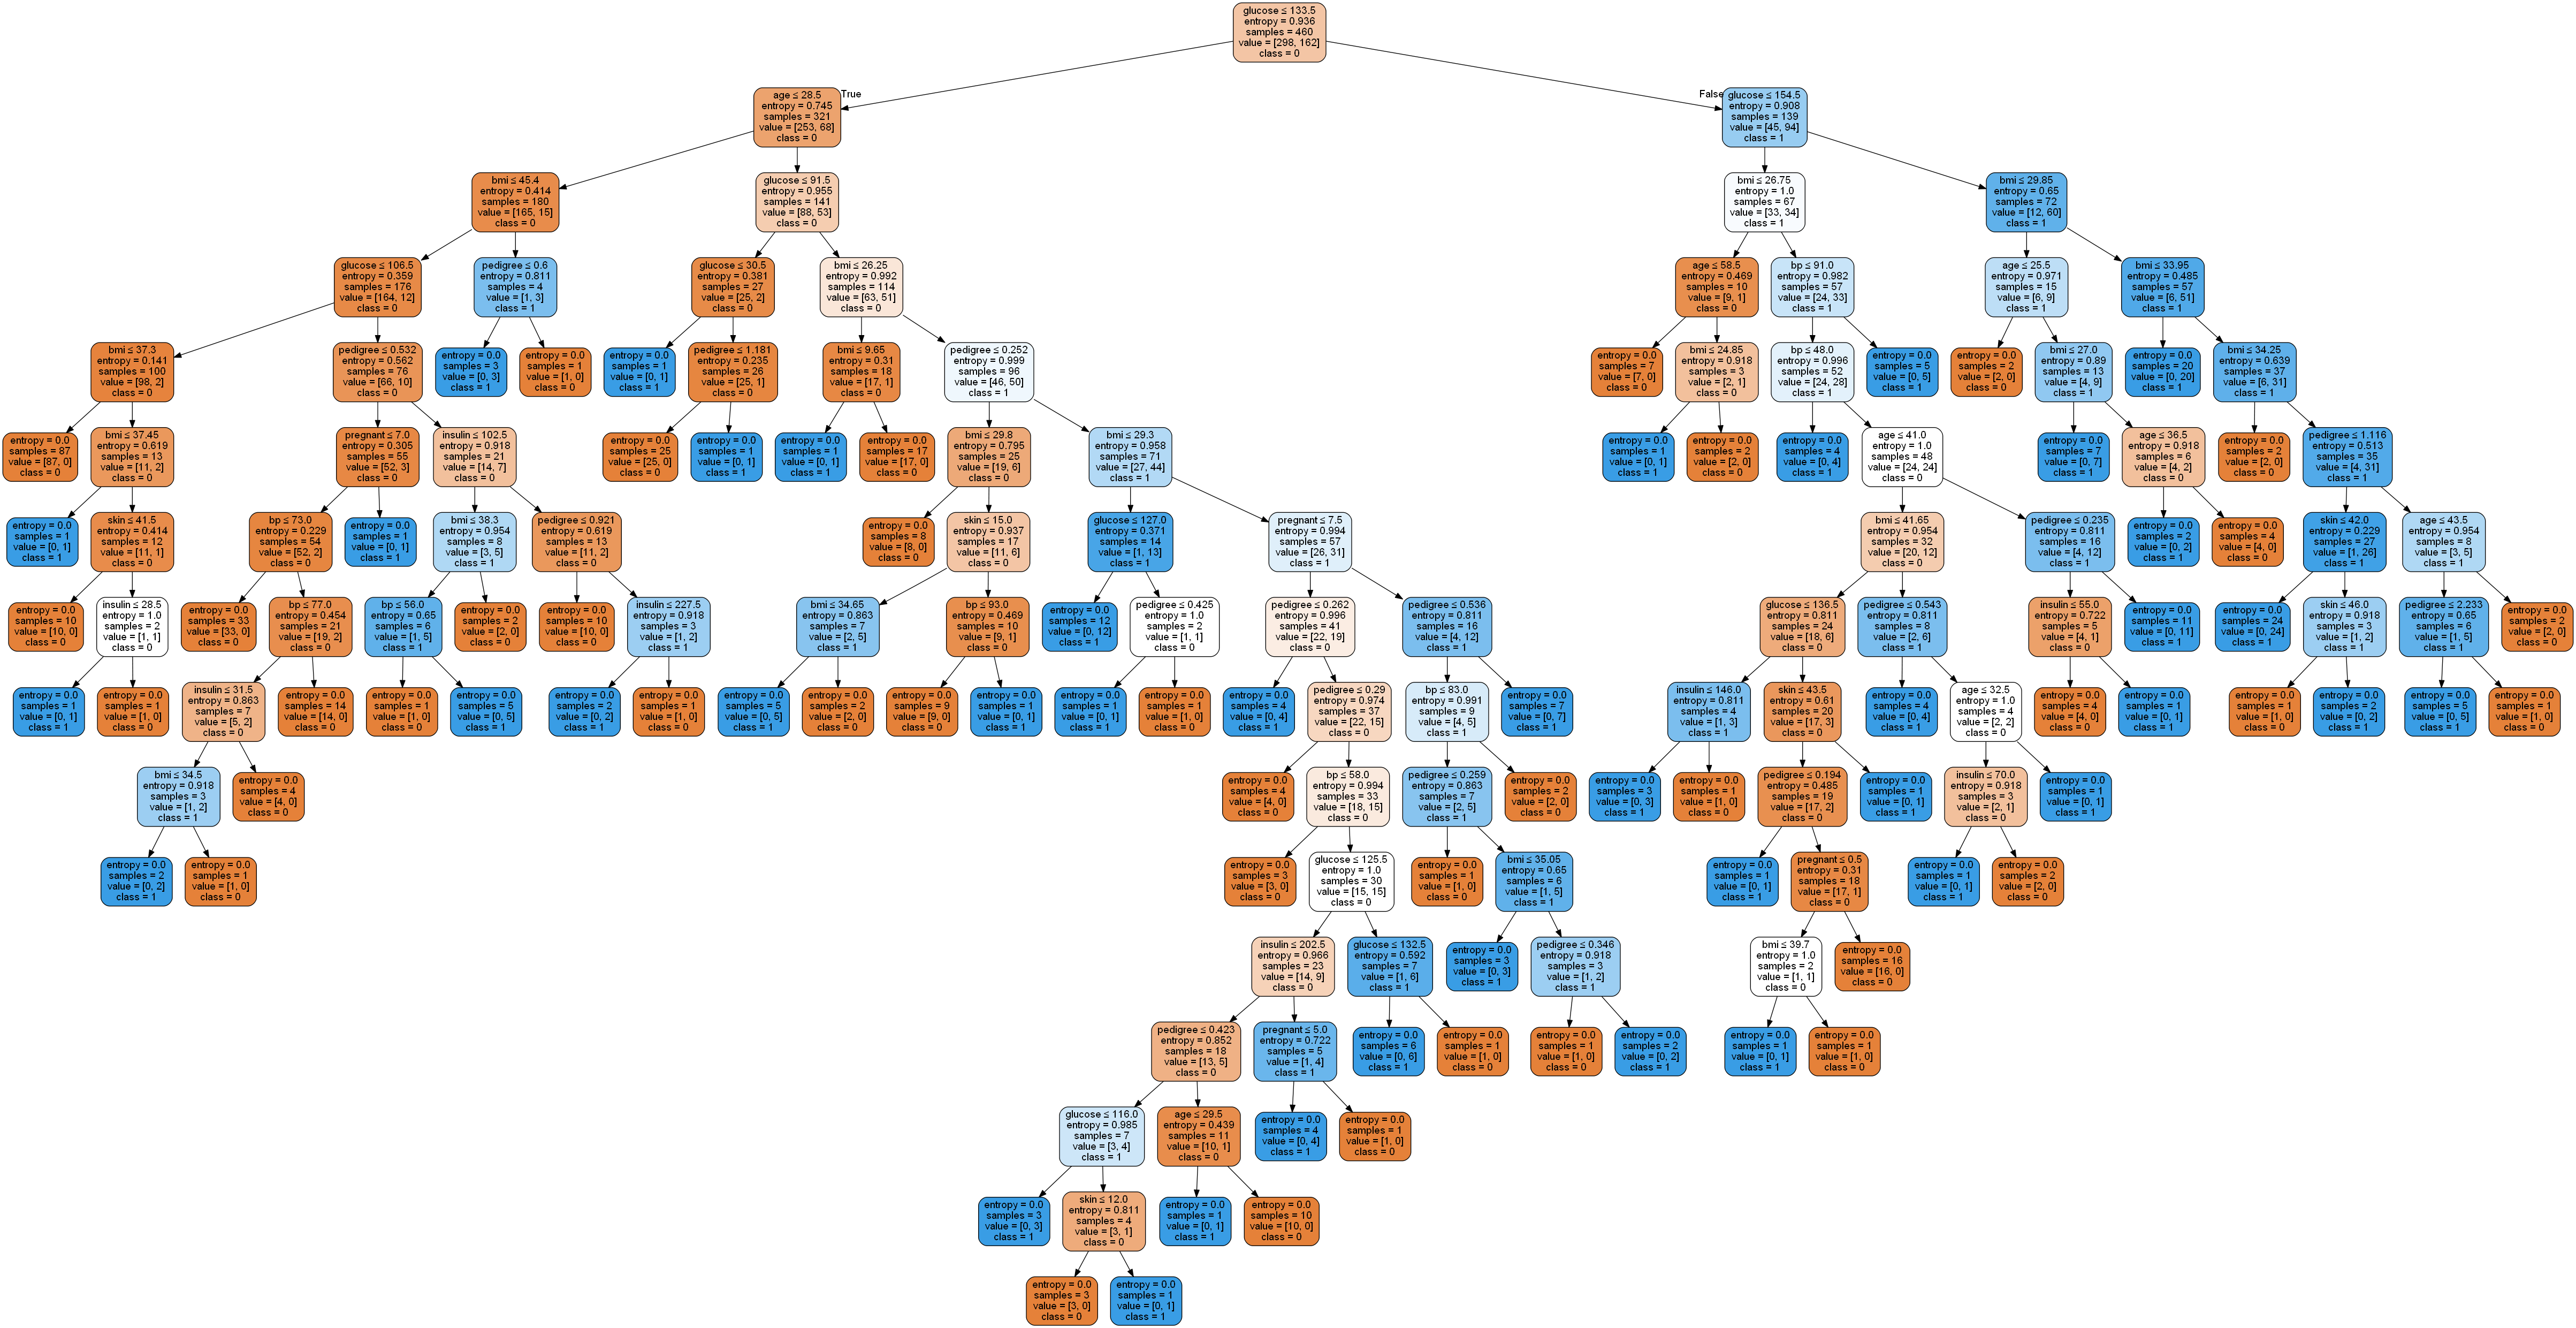 glucose ≤ 133.5
entropy = 0.936
samples = 460
value = [298, 162]
class = 0
True
False
age ≤ 28.5
entropy = 0.745
samples = 321
value = [253, 68]
class = 0
glucose ≤ 154.5
entropy = 0.908
samples = 139
value = [45, 94]
class = 1
bmi ≤ 45.4
entropy = 0.414
samples = 180
value = [165, 15]
class = 0
glucose ≤ 91.5
entropy = 0.955
samples = 141
value = [88, 53]
class = 0
bmi ≤ 26.75
entropy = 1.0
samples = 67
value = [33, 34]
class = 1
bmi ≤ 29.85
entropy = 0.65
samples = 72
value = [12, 60]
class = 1
glucose ≤ 106.5
entropy = 0.359
samples = 176
value = [164, 12]
class = 0
pedigree ≤ 0.6
entropy = 0.811
samples = 4
value = [1, 3]
class = 1
glucose ≤ 30.5
entropy = 0.381
samples = 27
value = [25, 2]
class = 0
bmi ≤ 26.25
entropy = 0.992
samples = 114
value = [63, 51]
class = 0
age ≤ 58.5
entropy = 0.469
samples = 10
value = [9, 1]
class = 0
bp ≤ 91.0
entropy = 0.982
samples = 57
value = [24, 33]
class = 1
age ≤ 25.5
entropy = 0.971
samples = 15
value = [6, 9]
class = 1
bmi ≤ 33.95
entropy = 0.485
samples = 57
value = [6, 51]
class = 1
bmi ≤ 37.3
entropy = 0.141
samples = 100
value = [98, 2]
class = 0
pedigree ≤ 0.532
entropy = 0.562
samples = 76
value = [66, 10]
class = 0
entropy = 0.0
samples = 3
value = [0, 3]
class = 1
entropy = 0.0
samples = 1
value = [1, 0]
class = 0
entropy = 0.0
samples = 1
value = [0, 1]
class = 1
pedigree ≤ 1.181
entropy = 0.235
samples = 26
value = [25, 1]
class = 0
bmi ≤ 9.65
entropy = 0.31
samples = 18
value = [17, 1]
class = 0
pedigree ≤ 0.252
entropy = 0.999
samples = 96
value = [46, 50]
class = 1
entropy = 0.0
samples = 7
value = [7, 0]
class = 0
bmi ≤ 24.85
entropy = 0.918
samples = 3
value = [2, 1]
class = 0
bp ≤ 48.0
entropy = 0.996
samples = 52
value = [24, 28]
class = 1
entropy = 0.0
samples = 5
value = [0, 5]
class = 1
entropy = 0.0
samples = 2
value = [2, 0]
class = 0
bmi ≤ 27.0
entropy = 0.89
samples = 13
value = [4, 9]
class = 1
entropy = 0.0
samples = 20
value = [0, 20]
class = 1
bmi ≤ 34.25
entropy = 0.639
samples = 37
value = [6, 31]
class = 1
entropy = 0.0
samples = 87
value = [87, 0]
class = 0
bmi ≤ 37.45
entropy = 0.619
samples = 13
value = [11, 2]
class = 0
pregnant ≤ 7.0
entropy = 0.305
samples = 55
value = [52, 3]
class = 0
insulin ≤ 102.5
entropy = 0.918
samples = 21
value = [14, 7]
class = 0
entropy = 0.0
samples = 25
value = [25, 0]
class = 0
entropy = 0.0
samples = 1
value = [0, 1]
class = 1
entropy = 0.0
samples = 1
value = [0, 1]
class = 1
entropy = 0.0
samples = 17
value = [17, 0]
class = 0
bmi ≤ 29.8
entropy = 0.795
samples = 25
value = [19, 6]
class = 0
bmi ≤ 29.3
entropy = 0.958
samples = 71
value = [27, 44]
class = 1
entropy = 0.0
samples = 1
value = [0, 1]
class = 1
entropy = 0.0
samples = 2
value = [2, 0]
class = 0
entropy = 0.0
samples = 4
value = [0, 4]
class = 1
age ≤ 41.0
entropy = 1.0
samples = 48
value = [24, 24]
class = 0
entropy = 0.0
samples = 7
value = [0, 7]
class = 1
age ≤ 36.5
entropy = 0.918
samples = 6
value = [4, 2]
class = 0
entropy = 0.0
samples = 2
value = [2, 0]
class = 0
pedigree ≤ 1.116
entropy = 0.513
samples = 35
value = [4, 31]
class = 1
entropy = 0.0
samples = 1
value = [0, 1]
class = 1
skin ≤ 41.5
entropy = 0.414
samples = 12
value = [11, 1]
class = 0
bp ≤ 73.0
entropy = 0.229
samples = 54
value = [52, 2]
class = 0
entropy = 0.0
samples = 1
value = [0, 1]
class = 1
bmi ≤ 38.3
entropy = 0.954
samples = 8
value = [3, 5]
class = 1
pedigree ≤ 0.921
entropy = 0.619
samples = 13
value = [11, 2]
class = 0
entropy = 0.0
samples = 8
value = [8, 0]
class = 0
skin ≤ 15.0
entropy = 0.937
samples = 17
value = [11, 6]
class = 0
glucose ≤ 127.0
entropy = 0.371
samples = 14
value = [1, 13]
class = 1
pregnant ≤ 7.5
entropy = 0.994
samples = 57
value = [26, 31]
class = 1
bmi ≤ 41.65
entropy = 0.954
samples = 32
value = [20, 12]
class = 0
pedigree ≤ 0.235
entropy = 0.811
samples = 16
value = [4, 12]
class = 1
entropy = 0.0
samples = 2
value = [0, 2]
class = 1
entropy = 0.0
samples = 4
value = [4, 0]
class = 0
skin ≤ 42.0
entropy = 0.229
samples = 27
value = [1, 26]
class = 1
age ≤ 43.5
entropy = 0.954
samples = 8
value = [3, 5]
class = 1
entropy = 0.0
samples = 10
value = [10, 0]
class = 0
insulin ≤ 28.5
entropy = 1.0
samples = 2
value = [1, 1]
class = 0
entropy = 0.0
samples = 33
value = [33, 0]
class = 0
bp ≤ 77.0
entropy = 0.454
samples = 21
value = [19, 2]
class = 0
bp ≤ 56.0
entropy = 0.65
samples = 6
value = [1, 5]
class = 1
entropy = 0.0
samples = 2
value = [2, 0]
class = 0
entropy = 0.0
samples = 10
value = [10, 0]
class = 0
insulin ≤ 227.5
entropy = 0.918
samples = 3
value = [1, 2]
class = 1
bmi ≤ 34.65
entropy = 0.863
samples = 7
value = [2, 5]
class = 1
bp ≤ 93.0
entropy = 0.469
samples = 10
value = [9, 1]
class = 0
entropy = 0.0
samples = 12
value = [0, 12]
class = 1
pedigree ≤ 0.425
entropy = 1.0
samples = 2
value = [1, 1]
class = 0
pedigree ≤ 0.262
entropy = 0.996
samples = 41
value = [22, 19]
class = 0
pedigree ≤ 0.536
entropy = 0.811
samples = 16
value = [4, 12]
class = 1
glucose ≤ 136.5
entropy = 0.811
samples = 24
value = [18, 6]
class = 0
pedigree ≤ 0.543
entropy = 0.811
samples = 8
value = [2, 6]
class = 1
insulin ≤ 55.0
entropy = 0.722
samples = 5
value = [4, 1]
class = 0
entropy = 0.0
samples = 11
value = [0, 11]
class = 1
entropy = 0.0
samples = 24
value = [0, 24]
class = 1
skin ≤ 46.0
entropy = 0.918
samples = 3
value = [1, 2]
class = 1
pedigree ≤ 2.233
entropy = 0.65
samples = 6
value = [1, 5]
class = 1
entropy = 0.0
samples = 2
value = [2, 0]
class = 0
entropy = 0.0
samples = 1
value = [0, 1]
class = 1
entropy = 0.0
samples = 1
value = [1, 0]
class = 0
insulin ≤ 31.5
entropy = 0.863
samples = 7
value = [5, 2]
class = 0
entropy = 0.0
samples = 14
value = [14, 0]
class = 0
entropy = 0.0
samples = 1
value = [1, 0]
class = 0
entropy = 0.0
samples = 5
value = [0, 5]
class = 1
entropy = 0.0
samples = 2
value = [0, 2]
class = 1
entropy = 0.0
samples = 1
value = [1, 0]
class = 0
entropy = 0.0
samples = 5
value = [0, 5]
class = 1
entropy = 0.0
samples = 2
value = [2, 0]
class = 0
entropy = 0.0
samples = 9
value = [9, 0]
class = 0
entropy = 0.0
samples = 1
value = [0, 1]
class = 1
entropy = 0.0
samples = 1
value = [0, 1]
class = 1
entropy = 0.0
samples = 1
value = [1, 0]
class = 0
entropy = 0.0
samples = 4
value = [0, 4]
class = 1
pedigree ≤ 0.29
entropy = 0.974
samples = 37
value = [22, 15]
class = 0
bp ≤ 83.0
entropy = 0.991
samples = 9
value = [4, 5]
class = 1
entropy = 0.0
samples = 7
value = [0, 7]
class = 1
insulin ≤ 146.0
entropy = 0.811
samples = 4
value = [1, 3]
class = 1
skin ≤ 43.5
entropy = 0.61
samples = 20
value = [17, 3]
class = 0
entropy = 0.0
samples = 4
value = [0, 4]
class = 1
age ≤ 32.5
entropy = 1.0
samples = 4
value = [2, 2]
class = 0
entropy = 0.0
samples = 4
value = [4, 0]
class = 0
entropy = 0.0
samples = 1
value = [0, 1]
class = 1
entropy = 0.0
samples = 1
value = [1, 0]
class = 0
entropy = 0.0
samples = 2
value = [0, 2]
class = 1
entropy = 0.0
samples = 5
value = [0, 5]
class = 1
entropy = 0.0
samples = 1
value = [1, 0]
class = 0
bmi ≤ 34.5
entropy = 0.918
samples = 3
value = [1, 2]
class = 1
entropy = 0.0
samples = 4
value = [4, 0]
class = 0
entropy = 0.0
samples = 4
value = [4, 0]
class = 0
bp ≤ 58.0
entropy = 0.994
samples = 33
value = [18, 15]
class = 0
pedigree ≤ 0.259
entropy = 0.863
samples = 7
value = [2, 5]
class = 1
entropy = 0.0
samples = 2
value = [2, 0]
class = 0
entropy = 0.0
samples = 3
value = [0, 3]
class = 1
entropy = 0.0
samples = 1
value = [1, 0]
class = 0
pedigree ≤ 0.194
entropy = 0.485
samples = 19
value = [17, 2]
class = 0
entropy = 0.0
samples = 1
value = [0, 1]
class = 1
insulin ≤ 70.0
entropy = 0.918
samples = 3
value = [2, 1]
class = 0
entropy = 0.0
samples = 1
value = [0, 1]
class = 1
entropy = 0.0
samples = 2
value = [0, 2]
class = 1
entropy = 0.0
samples = 1
value = [1, 0]
class = 0
entropy = 0.0
samples = 3
value = [3, 0]
class = 0
glucose ≤ 125.5
entropy = 1.0
samples = 30
value = [15, 15]
class = 0
entropy = 0.0
samples = 1
value = [1, 0]
class = 0
bmi ≤ 35.05
entropy = 0.65
samples = 6
value = [1, 5]
class = 1
entropy = 0.0
samples = 1
value = [0, 1]
class = 1
pregnant ≤ 0.5
entropy = 0.31
samples = 18
value = [17, 1]
class = 0
entropy = 0.0
samples = 1
value = [0, 1]
class = 1
entropy = 0.0
samples = 2
value = [2, 0]
class = 0
insulin ≤ 202.5
entropy = 0.966
samples = 23
value = [14, 9]
class = 0
glucose ≤ 132.5
entropy = 0.592
samples = 7
value = [1, 6]
class = 1
entropy = 0.0
samples = 3
value = [0, 3]
class = 1
pedigree ≤ 0.346
entropy = 0.918
samples = 3
value = [1, 2]
class = 1
bmi ≤ 39.7
entropy = 1.0
samples = 2
value = [1, 1]
class = 0
entropy = 0.0
samples = 16
value = [16, 0]
class = 0
pedigree ≤ 0.423
entropy = 0.852
samples = 18
value = [13, 5]
class = 0
pregnant ≤ 5.0
entropy = 0.722
samples = 5
value = [1, 4]
class = 1
entropy = 0.0
samples = 6
value = [0, 6]
class = 1
entropy = 0.0
samples = 1
value = [1, 0]
class = 0
entropy = 0.0
samples = 1
value = [1, 0]
class = 0
entropy = 0.0
samples = 2
value = [0, 2]
class = 1
entropy = 0.0
samples = 1
value = [0, 1]
class = 1
entropy = 0.0
samples = 1
value = [1, 0]
class = 0
glucose ≤ 116.0
entropy = 0.985
samples = 7
value = [3, 4]
class = 1
age ≤ 29.5
entropy = 0.439
samples = 11
value = [10, 1]
class = 0
entropy = 0.0
samples = 4
value = [0, 4]
class = 1
entropy = 0.0
samples = 1
value = [1, 0]
class = 0
entropy = 0.0
samples = 3
value = [0, 3]
class = 1
skin ≤ 12.0
entropy = 0.811
samples = 4
value = [3, 1]
class = 0
entropy = 0.0
samples = 1
value = [0, 1]
class = 1
entropy = 0.0
samples = 10
value = [10, 0]
class = 0
entropy = 0.0
samples = 3
value = [3, 0]
class = 0
entropy = 0.0
samples = 1
value = [0, 1]
class = 1